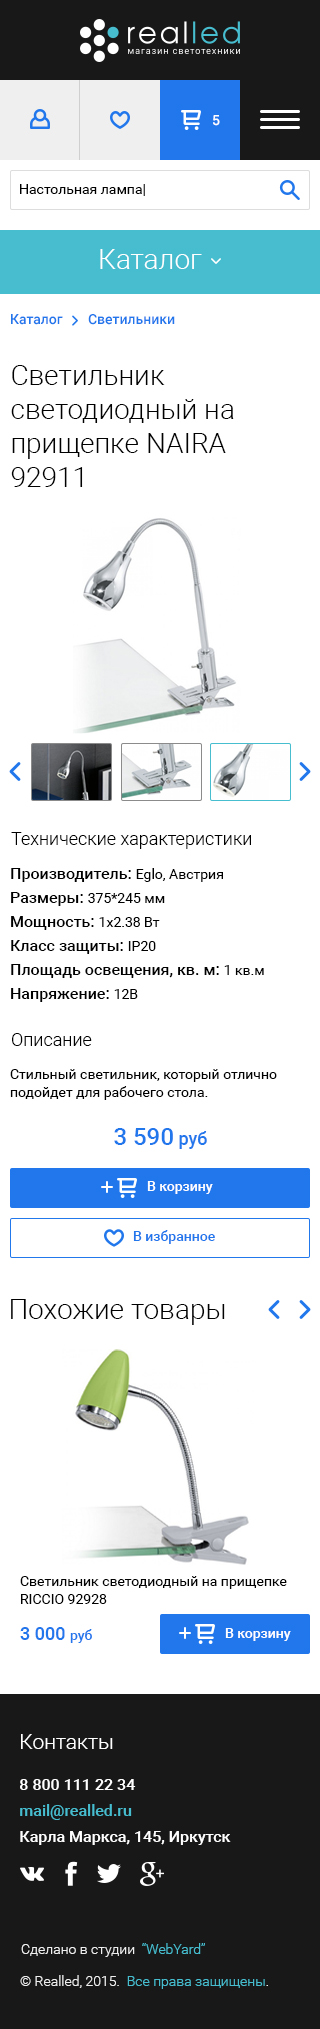 realled
магазин светотехники
5
Настольная лампа|
Каталог
Каталог > Светильники
Светильник
светодиодный на
прищепке NAIRA
92911
Технические характеристики
Производитель: Eglo, Австрия
Размеры: 375*245 мм
Мощность: 1x2.38 Вт
Класс защиты: IP20
Площадь освещения, кв. м: 1 кв.м
Напряжение: 12В
Описание
Стильный светильник, который отлично
подойдет для рабочего стола.
3 590 руб
+ В корзину
В избранное
Похожие товары
Светильник светодиодный на прищепке
RICCIO 92928
3 000 руб
+ В корзину
Контакты
8 800 111 22 34
mail@realled.ru
Карла Маркса, 145, Иркутск
Сделано в студии “WebYard”
© Realled, 2015. Все права защищены.